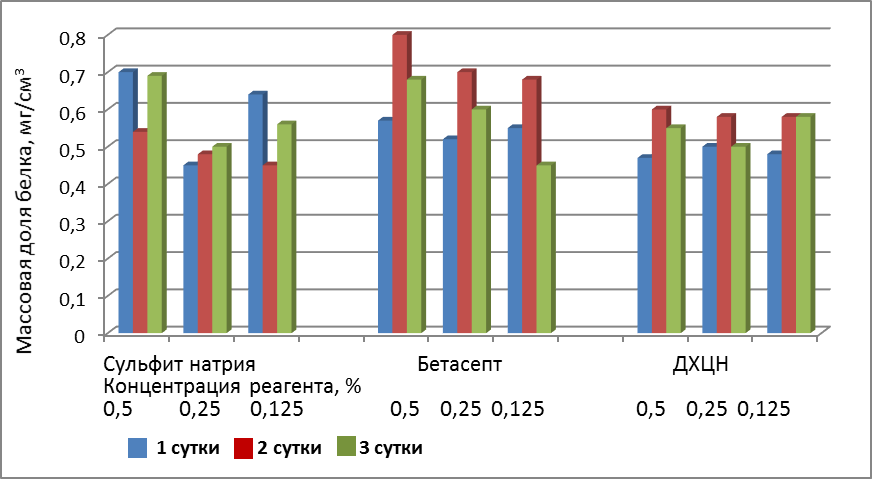 Массовая доля белка, мг/см³
0,8
0,7
0,6
0,5
0,4
0,3
0,2
0,1
0
Сульфит натрия Бетасепт ДХЦН
Концентрация реагента, %
0,5 0,25 0,125 0,5 0,25 0,125 0,5 0,25 0,125
1 сутки 2 сутки 3 сутки